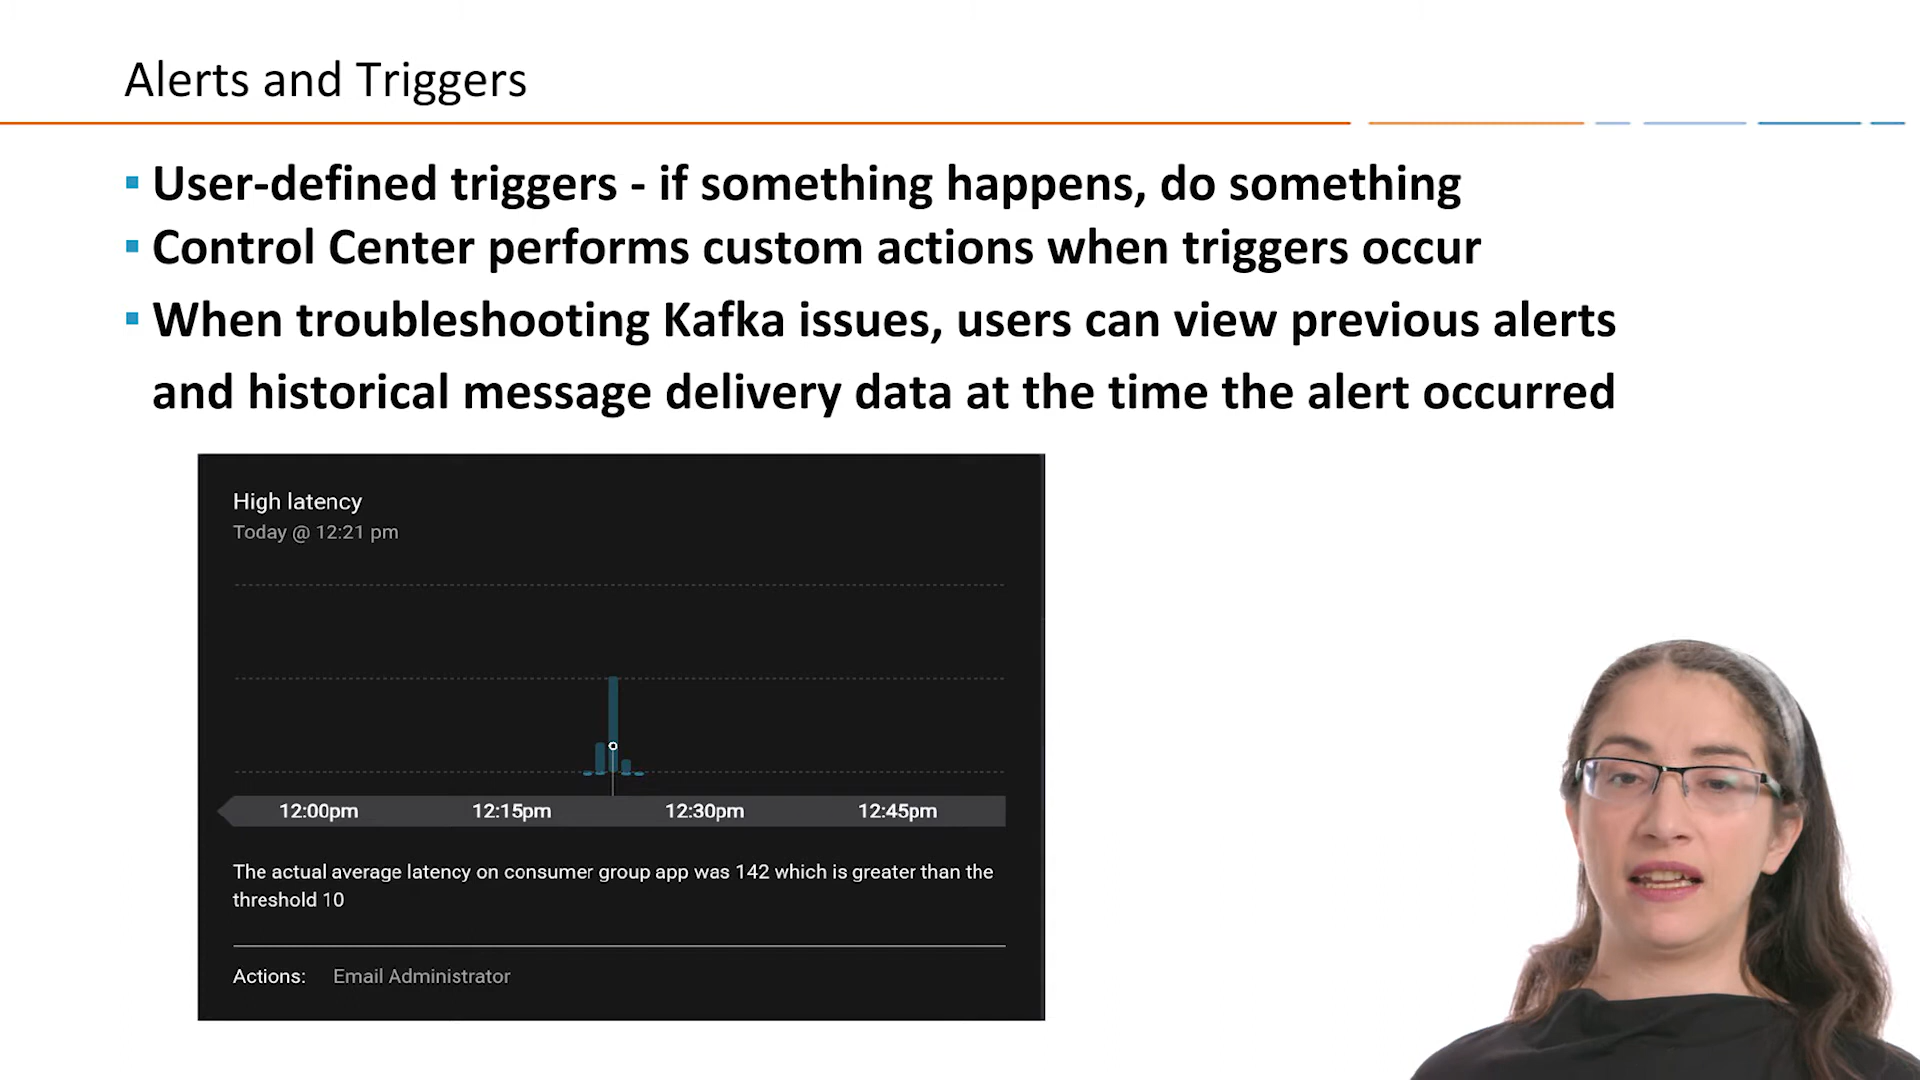 Alerts and Triggers
User-defined triggers - if something happens, do something
Control Center performs custom actions when triggers occur
When troubleshooting Kafka issues, users can view previous alerts
and historical message delivery data at the time the alert occurred
High latency
Today @ 12:21 pm
12:00pm 12:15pm 12:30pm 12:45pm
The actual average latency on consumer group app was 142 which is greater than the
threshold 10
Actions: Email Administrator